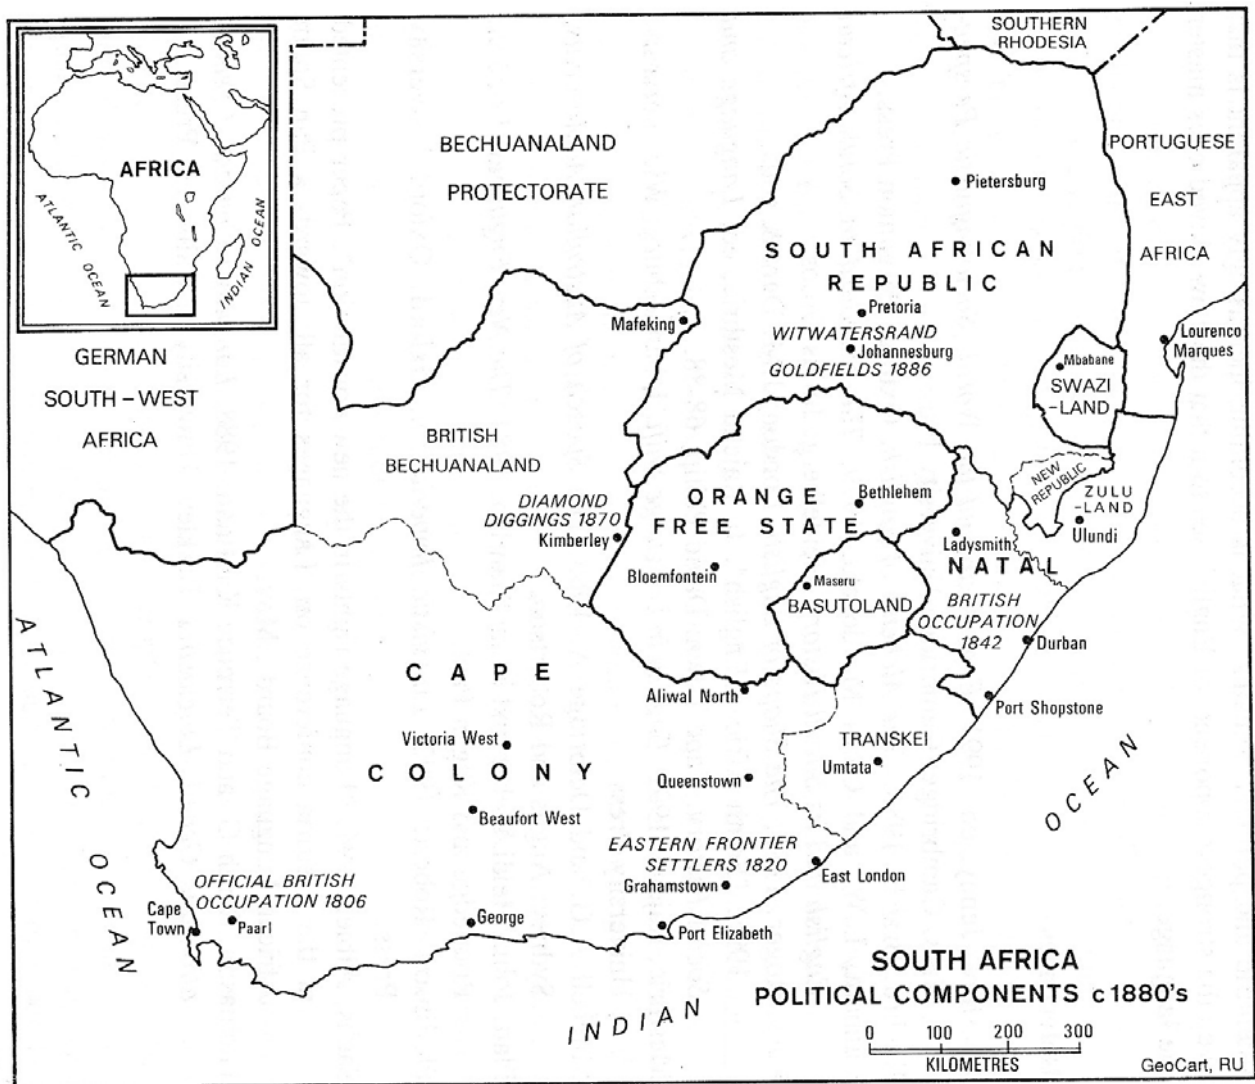 AFRICA
ATLANTIC OCEAN
INDIAN OCEAN
SOUTHERN
RHODESIA
BECHUANALAND
PROTECTORATE
PORTUGUESE
EAST
AFRICA
Pietersburg
SOUTH AFRICAN
REPUBLIC
Pretoria
Mafeking
WITWATERSRAND
Johannesburg
GOLDFIELDS 1886
Lourenco
Marques
Mbabane
SWAZI
-LAND
GERMAN
SOUTH-WEST
AFRICA
BRITISH
BECHUANALAND
NEW
REPUBLIC
ZULU
-LAND
Ulundi
DIAMOND
DIGGINGS 1870
Kimberley
ORANGE
FREE STATE
Bethlehem
Bloemfontein
Ladysmith
NATAL
Maseru
BASUTOLAND
BRITISH
OCCUPATION
1842
Durban
Aliwal North
Port Shopstone
CAPE
COLONY
Victoria West
TRANSKEI
Umtata
Queenstown
Beaufort West
EASTERN FRONTIER
SETTLERS 1820
Grahamstown
East London
OFFICIAL BRITISH
OCCUPATION 1806
Cape
Town
Paarl
George
Port Elizabeth
ATLANTIC OCEAN
INDIAN OCEAN
SOUTH AFRICA
POLITICAL COMPONENTS c1880's
0 100 200 300
KILOMETRES
GeoCart, RU